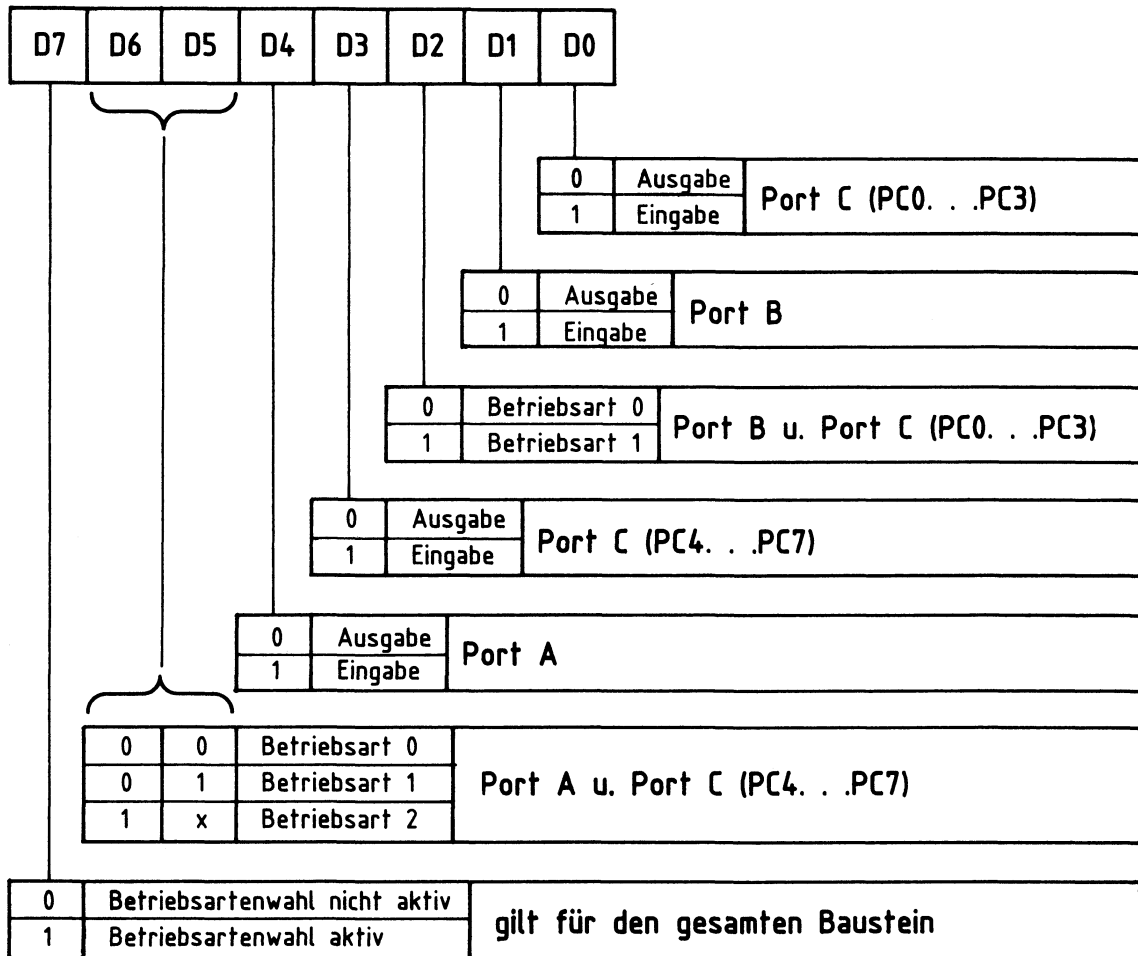 D7 D6 D5 D4 D3 D2 D1 D0
0 Ausgabe Port C (PC0. . .PC3)
1 Eingabe
0 Ausgabe Port B
1 Eingabe
0 Betriebsart 0 Port B u. Port C (PC0. . .PC3)
1 Betriebsart 1
0 Ausgabe Port C (PC4. . .PC7)
1 Eingabe
0 Ausgabe Port A
1 Eingabe
0 0 Betriebsart 0
0 1 Betriebsart 1 Port A u. Port C (PC4. . .PC7)
1 x Betriebsart 2
0 Betriebsartenwahl nicht aktiv gilt für den gesamten Baustein
1 Betriebsartenwahl aktiv